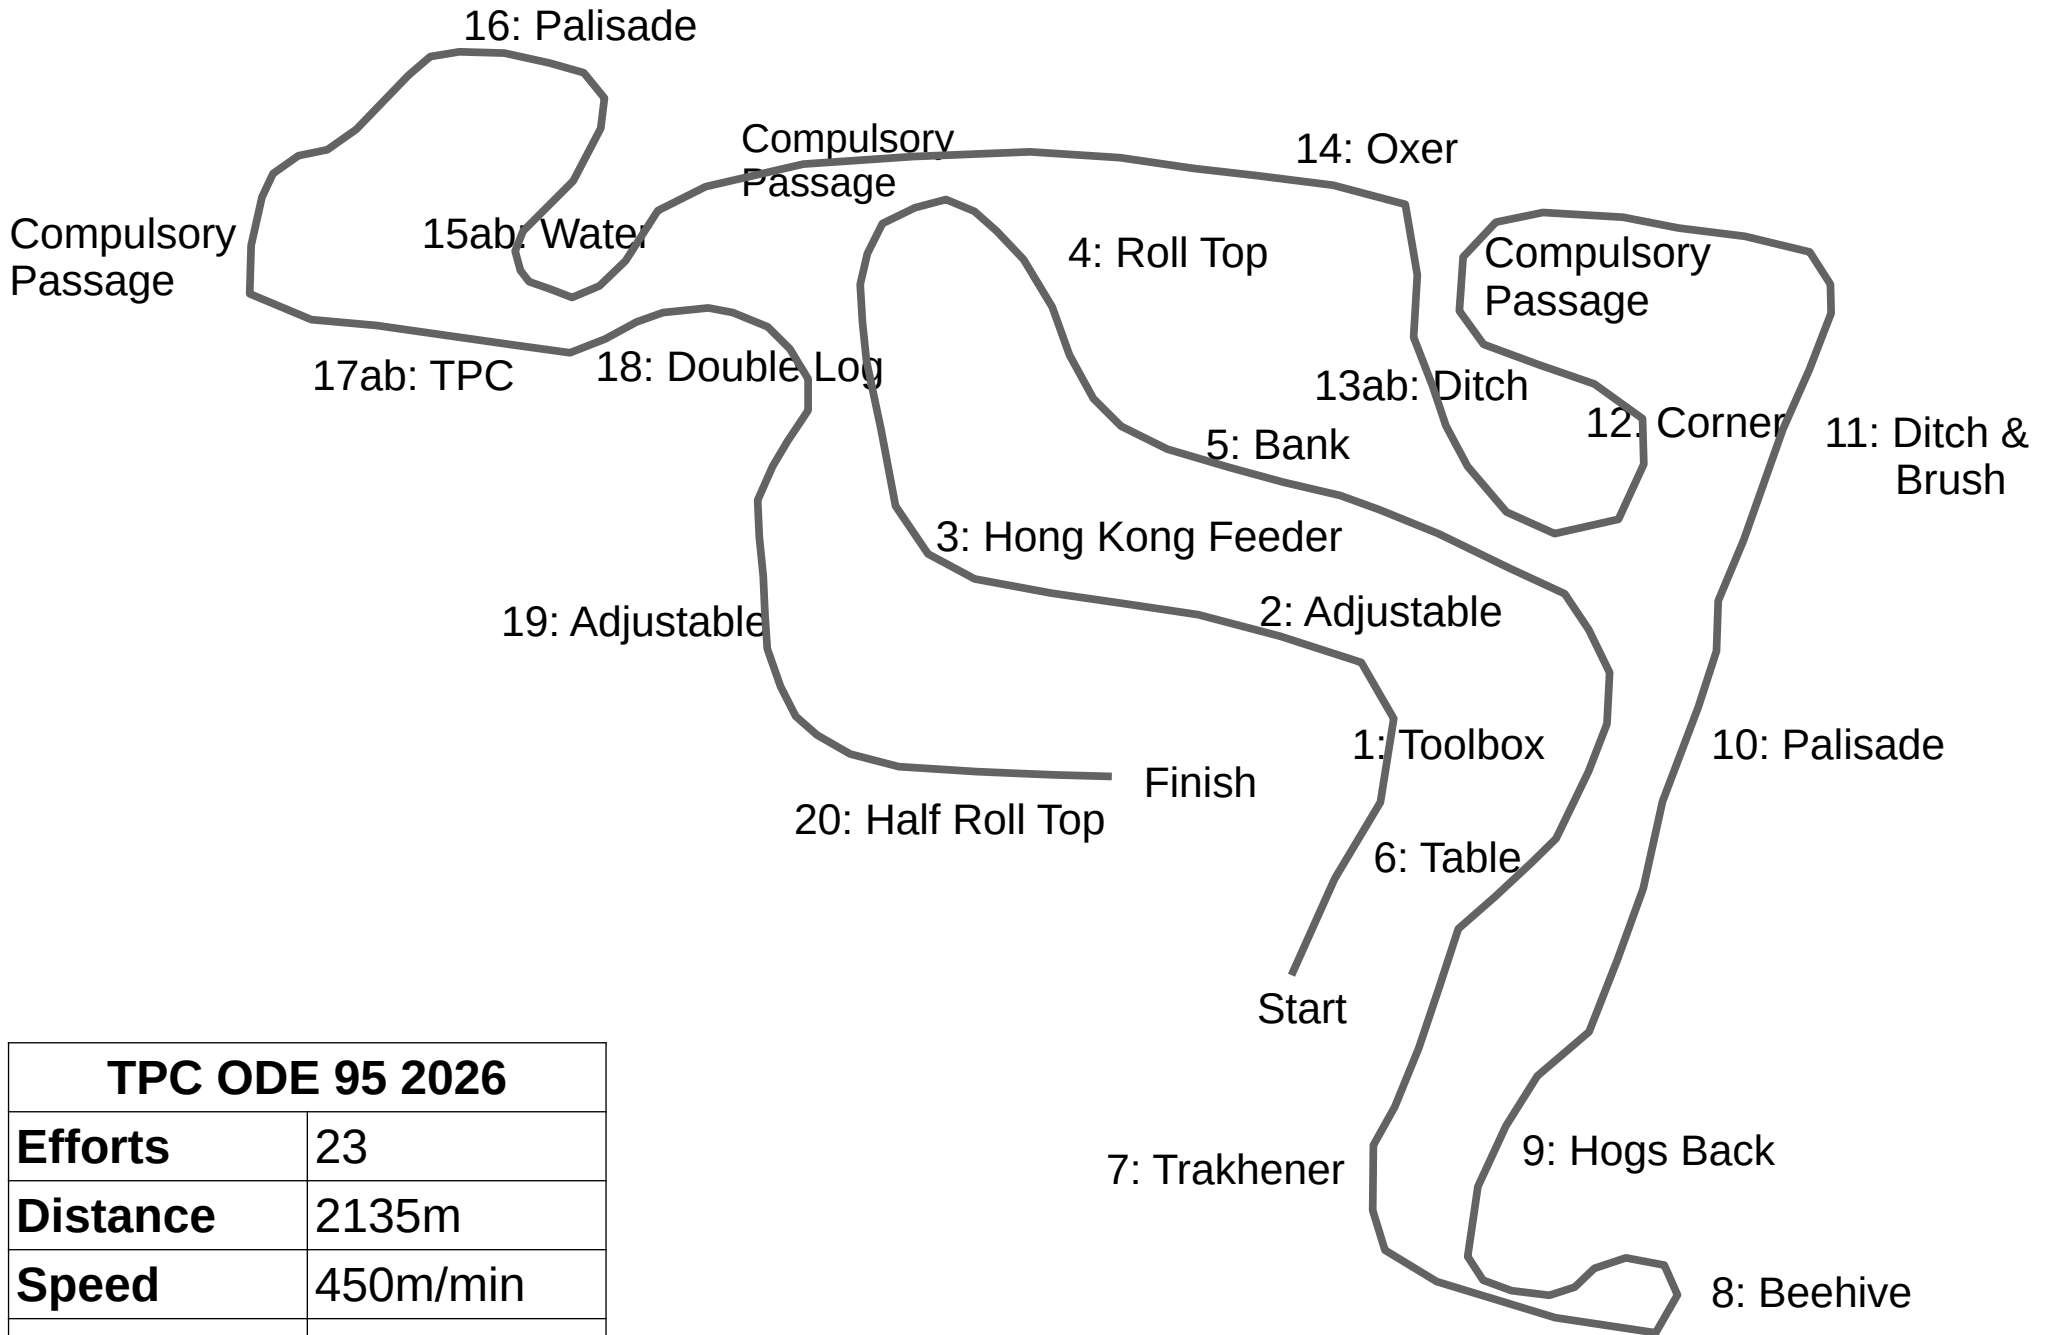 16: Palisade
Compulsory
Passage
14: Oxer
Compulsory
Passage
15ab: Water
4: Roll Top
Compulsory
Passage
17ab: TPC
18: Double Log
13ab: Ditch
12: Corner
11: Ditch &
Brush
5: Bank
3: Hong Kong Feeder
2: Adjustable
19: Adjustable
1: Toolbox
10: Palisade
Finish
20: Half Roll Top
6: Table
Start
7: Trakhener
9: Hogs Back
8: Beehive
TPC ODE 95 2026
Efforts 23
Distance 2135m
Speed 450m/min